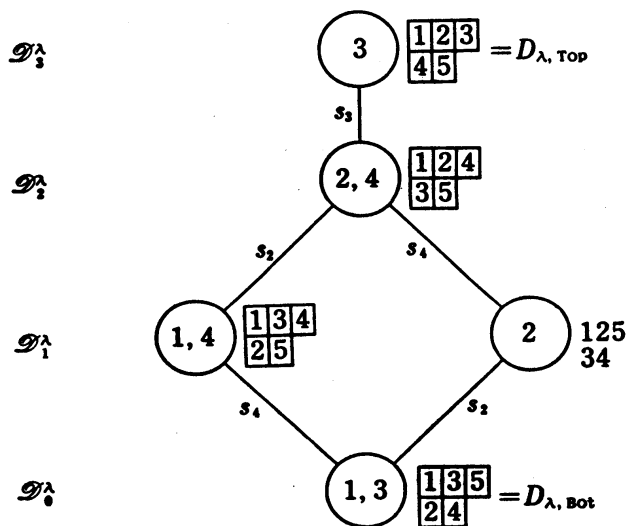 𝒟₃^λ 3 1 2 3 = D_λ, Top
4 5
s₃
𝒟₂^λ 2, 4 1 2 4
3 5
s₂ s₄
𝒟₁^λ 1, 4 1 3 4 2 125
2 5 34
s₄ s₂
𝒟₀^λ 1, 3 1 3 5 = D_λ, Bot
2 4